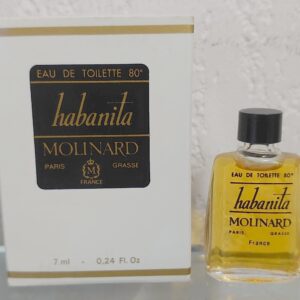 EAU DE TOILETTE 80°
habanita
MOLINARD
PARIS GRASSE
M
FRANCE
7 ml - 0.24 Fl. Oz
EAU DE TOILETTE 80°
habanita
MOLINARD
PARIS. GRASSE.
France